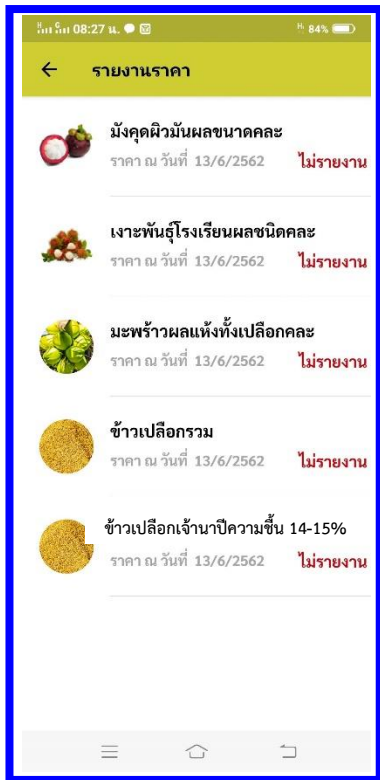 08:27 น.
84%
รายงานราคา
มังคุดผิวมันผลขนาดคละ
ราคา ณ วันที่ 13/6/2562 ไม่รายงาน
เงาะพันธุ์โรงเรียนผลชนิดคละ
ราคา ณ วันที่ 13/6/2562 ไม่รายงาน
มะพร้าวผลแห้งทั้งเปลือกคละ
ราคา ณ วันที่ 13/6/2562 ไม่รายงาน
ข้าวเปลือกรวม
ราคา ณ วันที่ 13/6/2562 ไม่รายงาน
ข้าวเปลือกเจ้านาปีความชื้น 14-15%
ราคา ณ วันที่ 13/6/2562 ไม่รายงาน